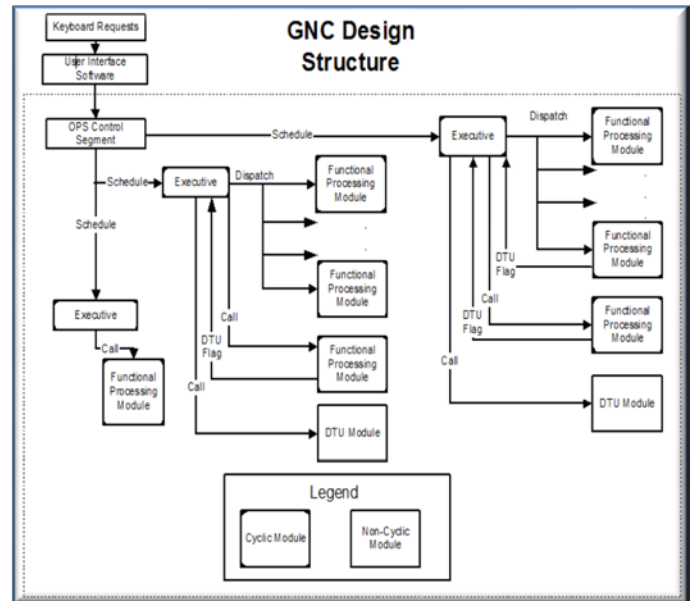 GNC Design
Structure
Keyboard Requests
User Interface
Software
OPS Control
Segment
Schedule
Schedule
Schedule
Executive
Call
Functional
Processing
Module
Executive
Dispatch
Functional
Processing
Module
Functional
Processing
Module
Call
DTU
Flag
Functional
Processing
Module
Call
DTU Module
Executive
Dispatch
Functional
Processing
Module
Functional
Processing
Module
DTU
Flag
Call
DTU
Flag
Functional
Processing
Module
Call
DTU Module
Legend
Cyclic Module
Non-Cyclic
Module